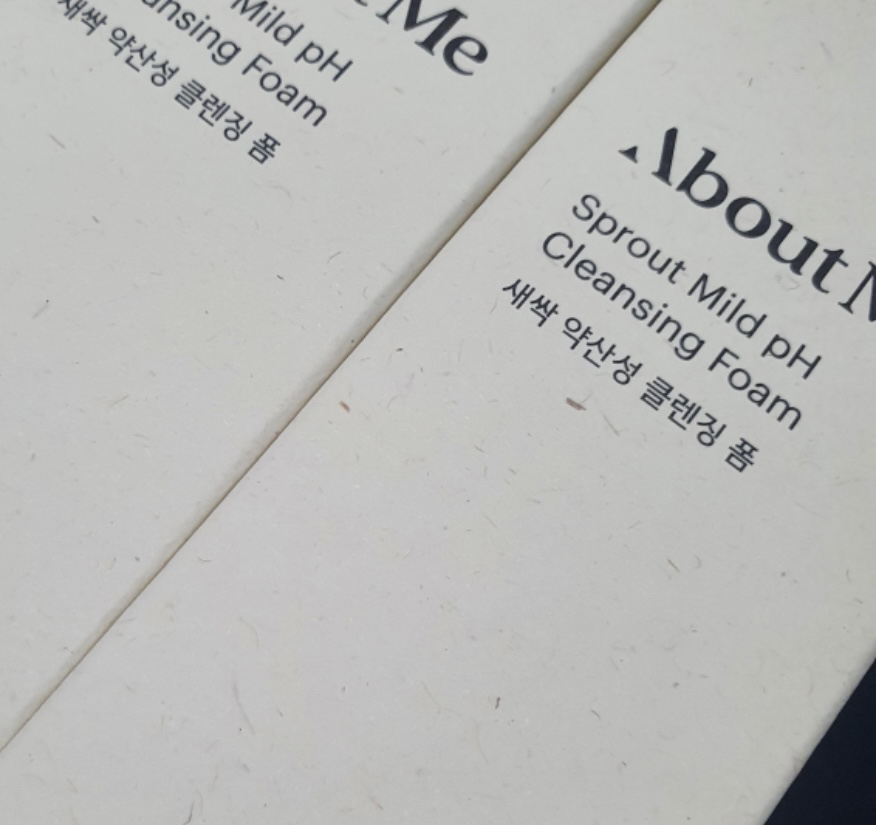 Me
Mild pH
ansing Foam
새싹 약산성 클렌징 폼
About
Sprout Mild pH
Cleansing Foam
새싹 약산성 클렌징 폼